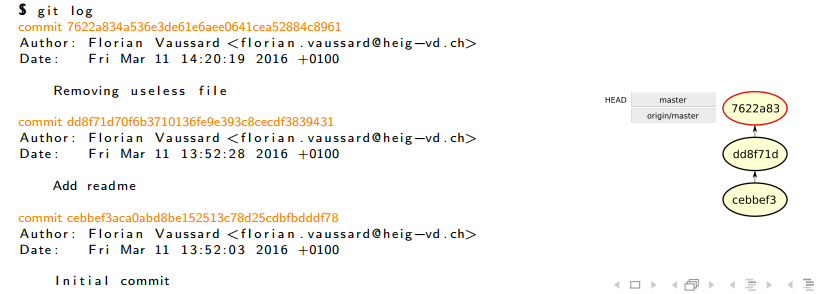 $ git log
commit 7622a834a536e3de61e6aee0641cea52884c8961
Author: Florian Vaussard <florian.vaussard@heig-vd.ch>
Date: Fri Mar 11 14:20:19 2016 +0100
Removing useless file
commit dd8f71d70f6b3710136fe9e393c8cecdf3839431
Author: Florian Vaussard <florian.vaussard@heig-vd.ch>
Date: Fri Mar 11 13:52:28 2016 +0100
Add readme
commit cebbef3aca0abd8be152513c78d25cdbfbdddf78
Author: Florian Vaussard <florian.vaussard@heig-vd.ch>
Date: Fri Mar 11 13:52:03 2016 +0100
Initial commit
HEAD master
origin/master
7622a83
dd8f71d
cebbef3